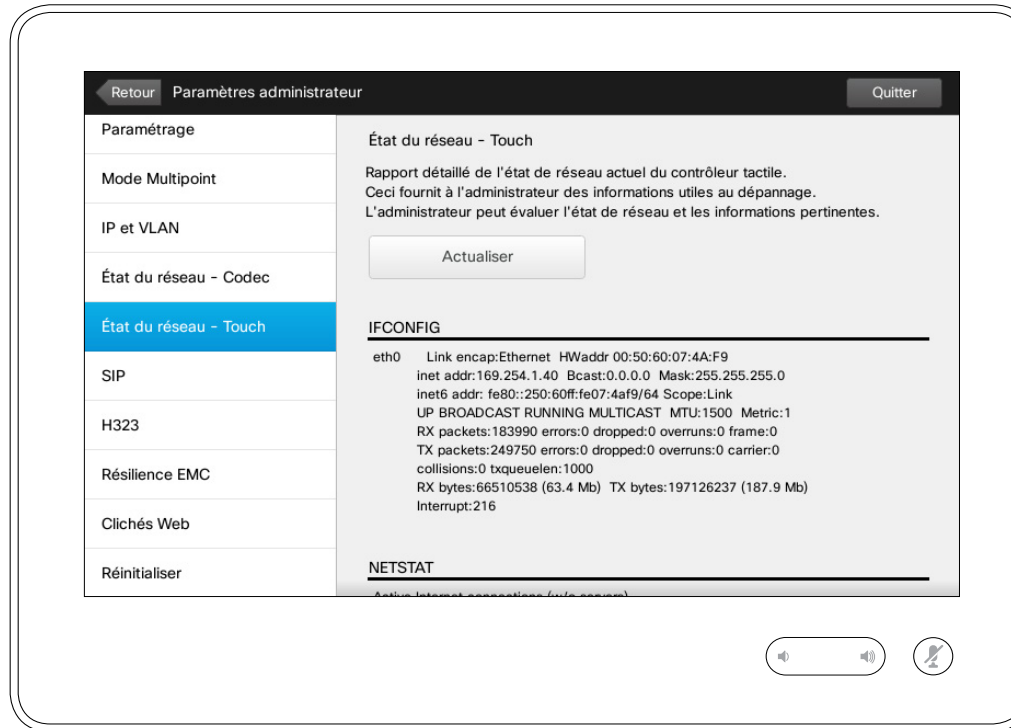 Retour Paramètres administrateur Quitter
Paramétrage
Mode Multipoint
IP et VLAN
État du réseau - Codec
État du réseau - Touch
SIP
H323
Résilience EMC
Clichés Web
Réinitialiser
État du réseau - Touch
Rapport détaillé de l'état de réseau actuel du contrôleur tactile.
Ceci fournit à l'administrateur des informations utiles au dépannage.
L'administrateur peut évaluer l'état de réseau et les informations pertinentes.
Actualiser
IFCONFIG
eth0 Link encap:Ethernet HWaddr 00:50:60:07:4A:F9
inet addr:169.254.1.40 Bcast:0.0.0.0 Mask:255.255.255.0
inet6 addr: fe80::250:60ff:fe07:4af9/64 Scope:Link
UP BROADCAST RUNNING MULTICAST MTU:1500 Metric:1
RX packets:183990 errors:0 dropped:0 overruns:0 frame:0
TX packets:249750 errors:0 dropped:0 overruns:0 carrier:0
collisions:0 txqueuelen:1000
RX bytes:66510538 (63.4 Mb) TX bytes:197126237 (187.9 Mb)
Interrupt:216
NETSTAT
Active Internet connections (w/o servers)